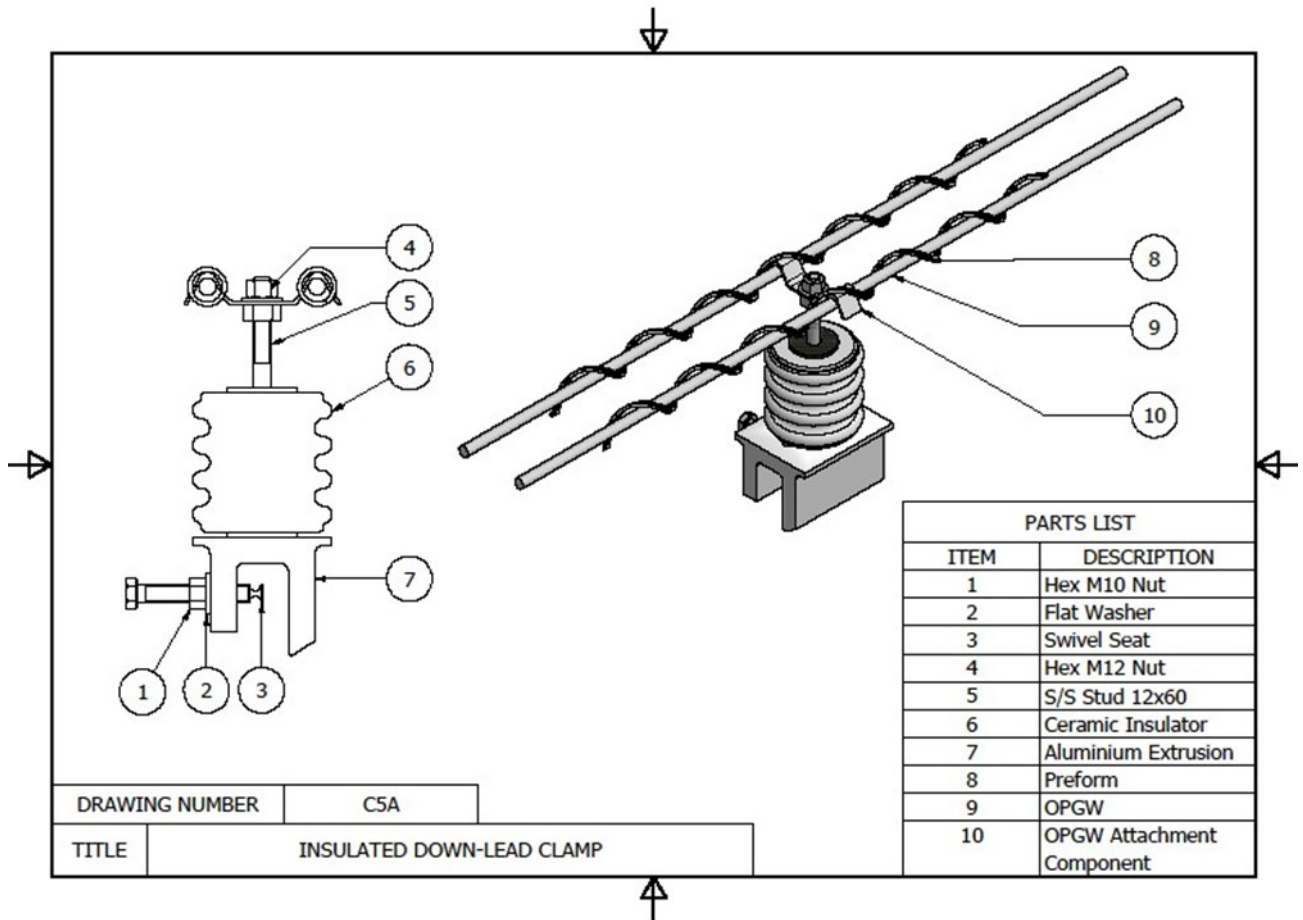 4
5
6
7
1 2 3
8
9
10
PARTS LIST
ITEM DESCRIPTION
1 Hex M10 Nut
2 Flat Washer
3 Swivel Seat
4 Hex M12 Nut
5 S/S Stud 12x60
6 Ceramic Insulator
7 Aluminium Extrusion
8 Preform
9 OPGW
10 OPGW Attachment
Component
DRAWING NUMBER C5A
TITLE INSULATED DOWN-LEAD CLAMP